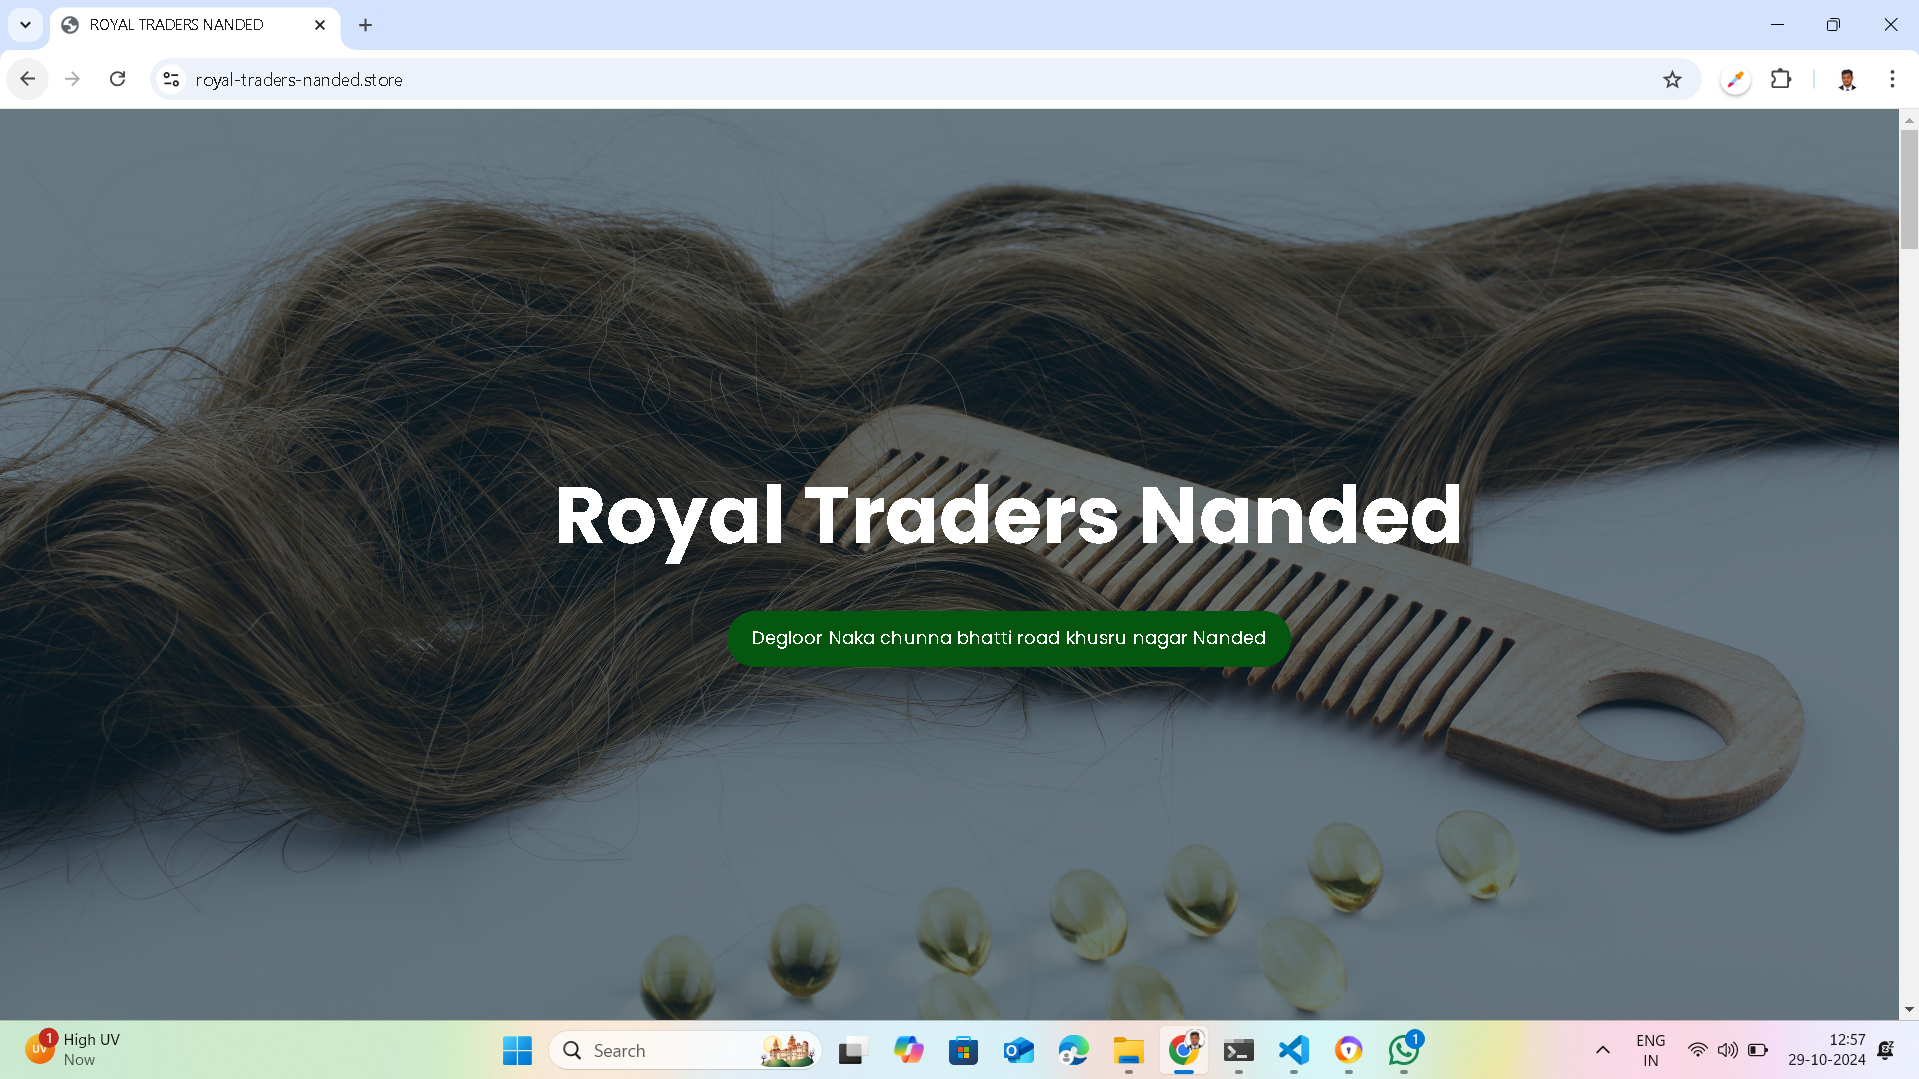 ROYAL TRADERS NANDED
royal-traders-nanded.store
Royal Traders Nanded
Degloor Naka chunna bhatti road khusru nagar Nanded
1
UV
High UV
Now
Search
1
ENG
IN
12:57
29-10-2024